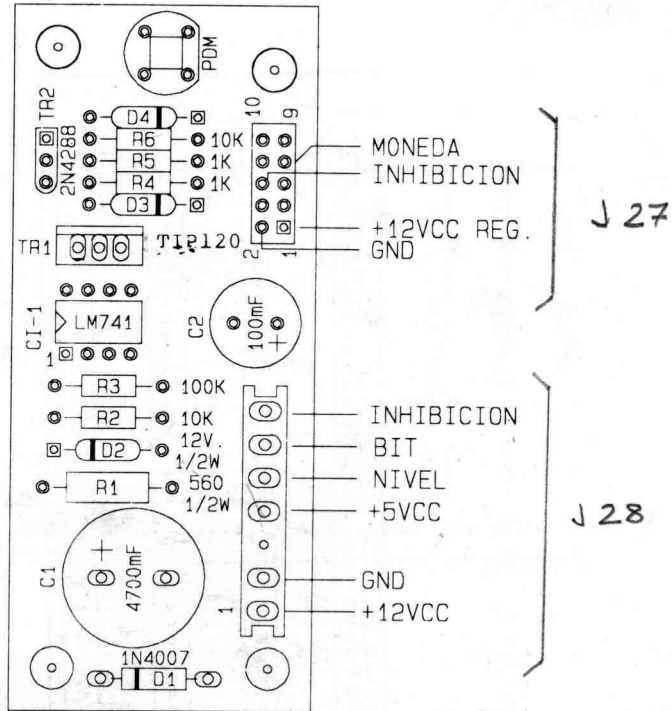 PDM
TR2
2N4288
D4
R6 10K
R5 1K
R4 1K
D3
10 9
2 1
MONEDA
INHIBICION
+12VCC REG.
GND
J 27
TR1 TIP120
CI-1
LM741
1
C2
100mF
+
R3 100K
R2 10K
D2 12V. 1/2W
R1 560 1/2W
C1
+
4700mF
1N4007
D1
1
INHIBICION
BIT
NIVEL
+5VCC
GND
+12VCC
J 28